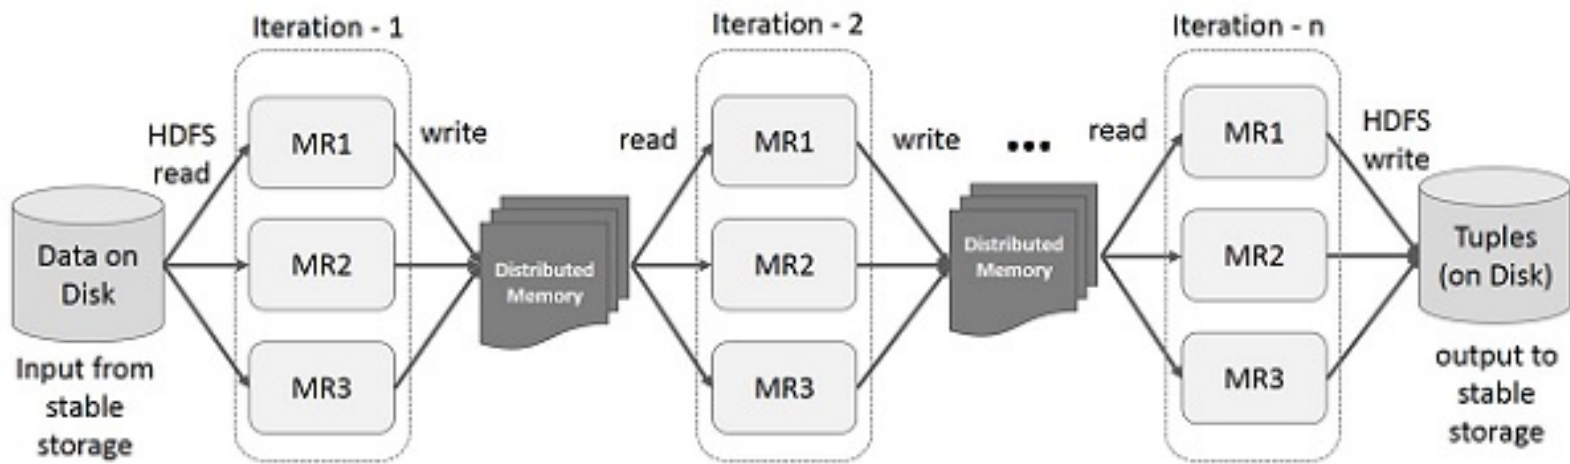 Iteration - 1
Iteration - 2
Iteration - n
HDFS
read
MR1
write
read
MR1
write
...
read
MR1
HDFS
write
Data on
Disk
MR2
Distributed
Memory
MR2
Distributed
Memory
MR2
Tuples
(on Disk)
Input from
stable
storage
MR3
MR3
MR3
output to
stable
storage